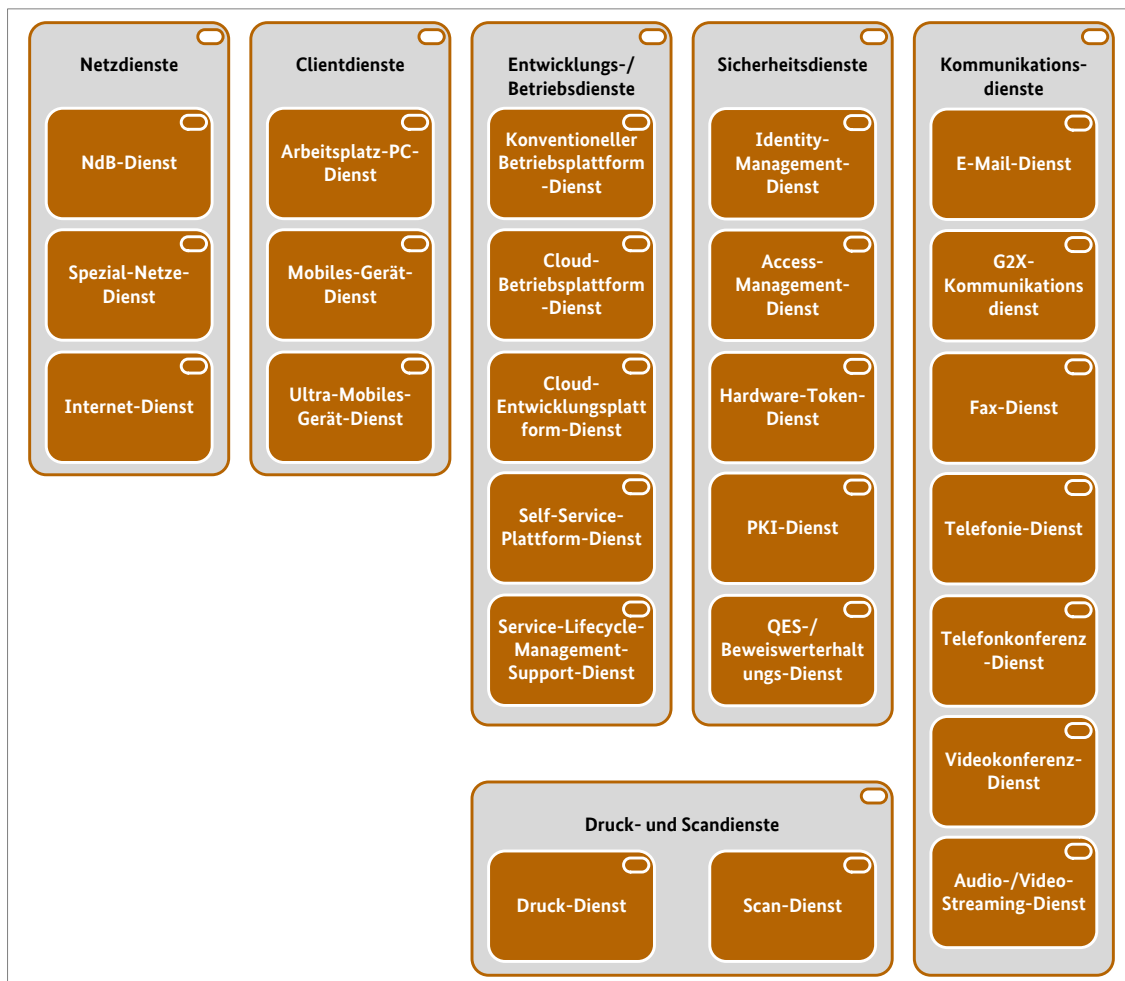 Netzdienste
NdB-Dienst
Spezial-Netze-
Dienst
Internet-Dienst
Clientdienste
Arbeitsplatz-PC-
Dienst
Mobiles-Gerät-
Dienst
Ultra-Mobiles-
Gerät-Dienst
Entwicklungs-/
Betriebsdienste
Konventioneller
Betriebsplattform
-Dienst
Cloud-
Betriebsplattform
-Dienst
Cloud-
Entwicklungsplatt
form-Dienst
Self-Service-
Plattform-Dienst
Service-Lifecycle-
Management-
Support-Dienst
Sicherheitsdienste
Identity-
Management-
Dienst
Access-
Management-
Dienst
Hardware-Token-
Dienst
PKI-Dienst
QES-/
Beweiswerterhalt
ungs-Dienst
Kommunikations-
dienste
E-Mail-Dienst
G2X-
Kommunikations
dienst
Fax-Dienst
Telefonie-Dienst
Telefonkonferenz
-Dienst
Videokonferenz-
Dienst
Audio-/Video-
Streaming-Dienst
Druck- und Scandienste
Druck-Dienst
Scan-Dienst